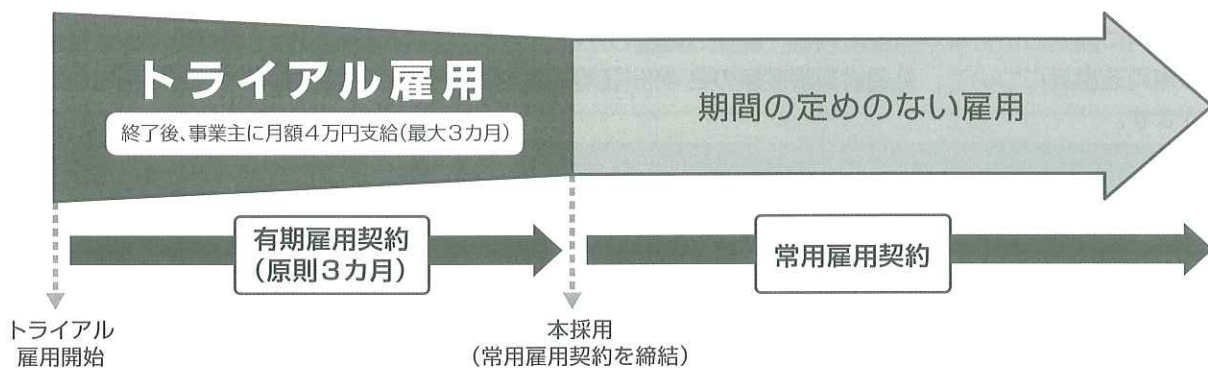 トライアル雇用
終了後、事業主に月額4万円支給(最大3カ月)
期間の定めのない雇用
有期雇用契約
(原則3カ月)
常用雇用契約
トライアル
雇用開始
本採用
(常用雇用契約を締結)